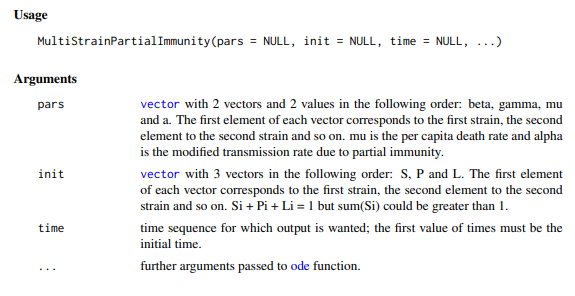 Usage
MultiStrainPartialImmunity(pars = NULL, init = NULL, time = NULL, ...)
Arguments
pars vector with 2 vectors and 2 values in the following order: beta, gamma, mu
and a. The first element of each vector corresponds to the first strain, the second
element to the second strain and so on. mu is the per capita death rate and alpha
is the modified transmission rate due to partial immunity.
init vector with 3 vectors in the following order: S, P and L. The first element
of each vector corresponds to the first strain, the second element to the second
strain and so on. Si + Pi + Li = 1 but sum(Si) could be greater than 1.
time time sequence for which output is wanted; the first value of times must be the
initial time.
... further arguments passed to ode function.